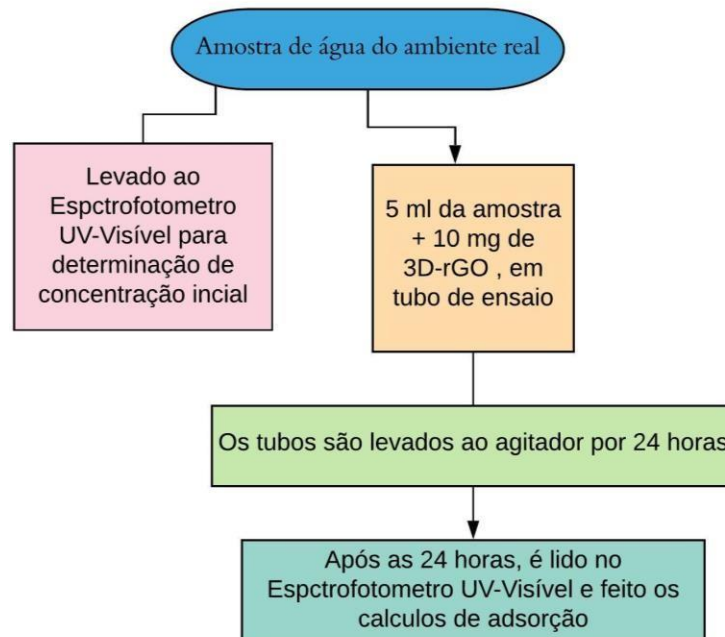 Amostra de água do ambiente real
Levado ao
Espctrofotometro
UV-Visível para
determinação de
concentração incial
5 ml da amostra
+ 10 mg de
3D-rGO , em
tubo de ensaio
Os tubos são levados ao agitador por 24 horas
Após as 24 horas, é lido no
Espctrofotometro UV-Visível e feito os
calculos de adsorção